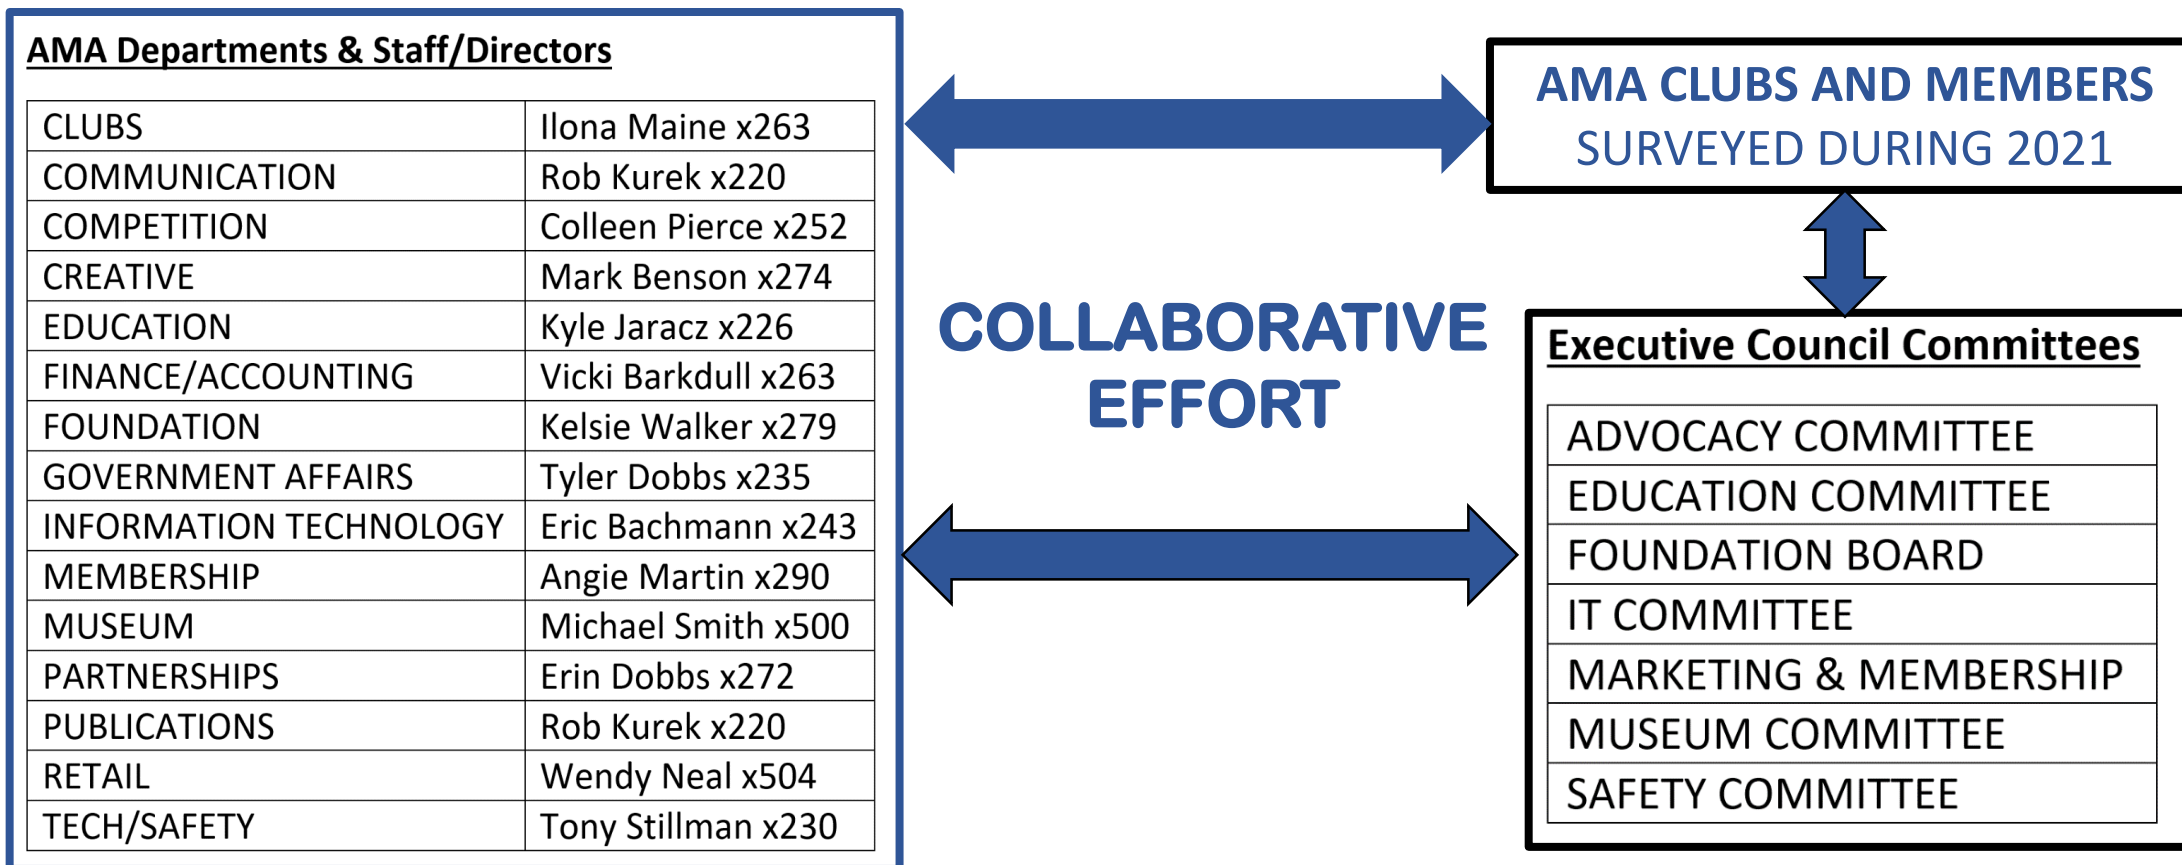 AMA Departments & Staff/Directors
CLUBS Ilona Maine x263
COMMUNICATION Rob Kurek x220
COMPETITION Colleen Pierce x252
CREATIVE Mark Benson x274
EDUCATION Kyle Jaracz x226
FINANCE/ACCOUNTING Vicki Barkdull x263
FOUNDATION Kelsie Walker x279
GOVERNMENT AFFAIRS Tyler Dobbs x235
INFORMATION TECHNOLOGY Eric Bachmann x243
MEMBERSHIP Angie Martin x290
MUSEUM Michael Smith x500
PARTNERSHIPS Erin Dobbs x272
PUBLICATIONS Rob Kurek x220
RETAIL Wendy Neal x504
TECH/SAFETY Tony Stillman x230
COLLABORATIVE
EFFORT
AMA CLUBS AND MEMBERS
SURVEYED DURING 2021
Executive Council Committees
ADVOCACY COMMITTEE
EDUCATION COMMITTEE
FOUNDATION BOARD
IT COMMITTEE
MARKETING & MEMBERSHIP
MUSEUM COMMITTEE
SAFETY COMMITTEE